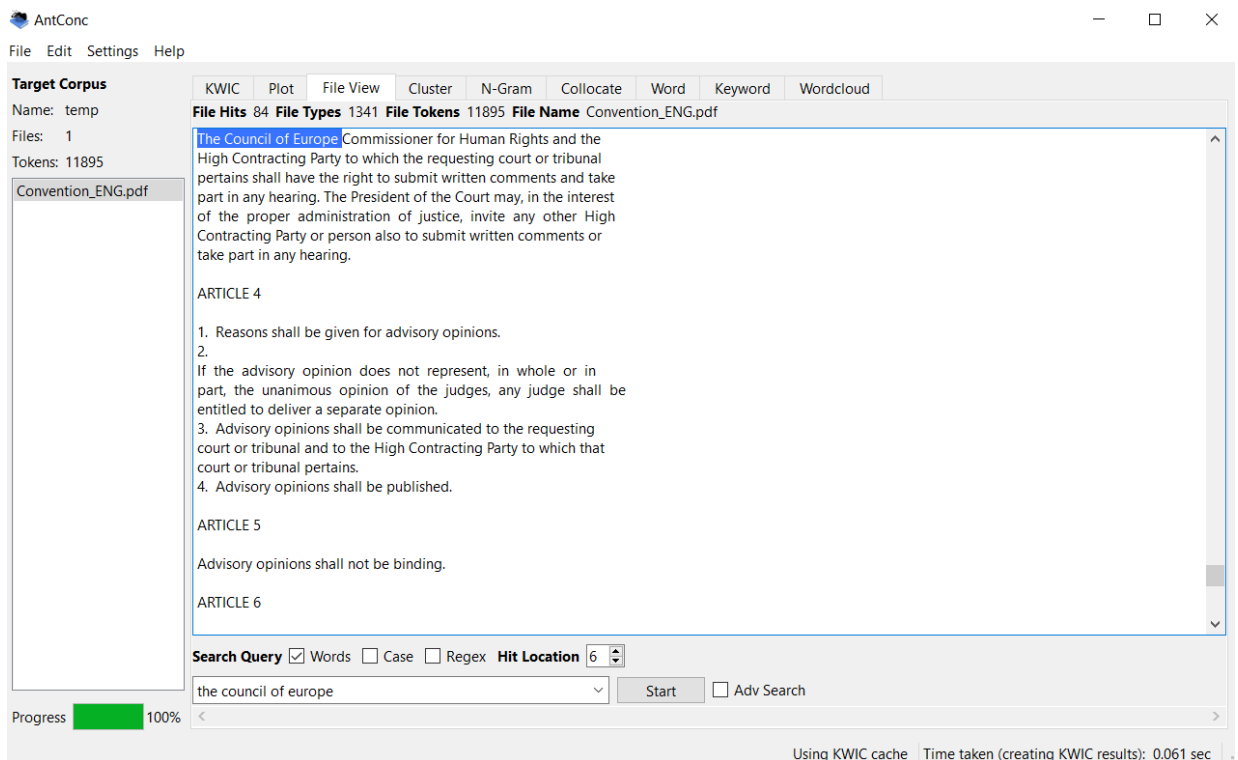 AntConc
File Edit Settings Help
Target Corpus
Name: temp
Files: 1
Tokens: 11895
Convention_ENG.pdf
Progress 100%
KWIC Plot File View Cluster N-Gram Collocate Word Keyword Wordcloud
File Hits 84 File Types 1341 File Tokens 11895 File Name Convention_ENG.pdf
The Council of Europe Commissioner for Human Rights and the
High Contracting Party to which the requesting court or tribunal
pertains shall have the right to submit written comments and take
part in any hearing. The President of the Court may, in the interest
of the proper administration of justice, invite any other High
Contracting Party or person also to submit written comments or
take part in any hearing.
ARTICLE 4
1. Reasons shall be given for advisory opinions.
2.
If the advisory opinion does not represent, in whole or in
part, the unanimous opinion of the judges, any judge shall be
entitled to deliver a separate opinion.
3. Advisory opinions shall be communicated to the requesting
court or tribunal and to the High Contracting Party to which that
court or tribunal pertains.
4. Advisory opinions shall be published.
ARTICLE 5
Advisory opinions shall not be binding.
ARTICLE 6
Search Query Words Case Regex Hit Location 6
the council of europe Start Adv Search
Using KWIC cache Time taken (creating KWIC results): 0.061 sec